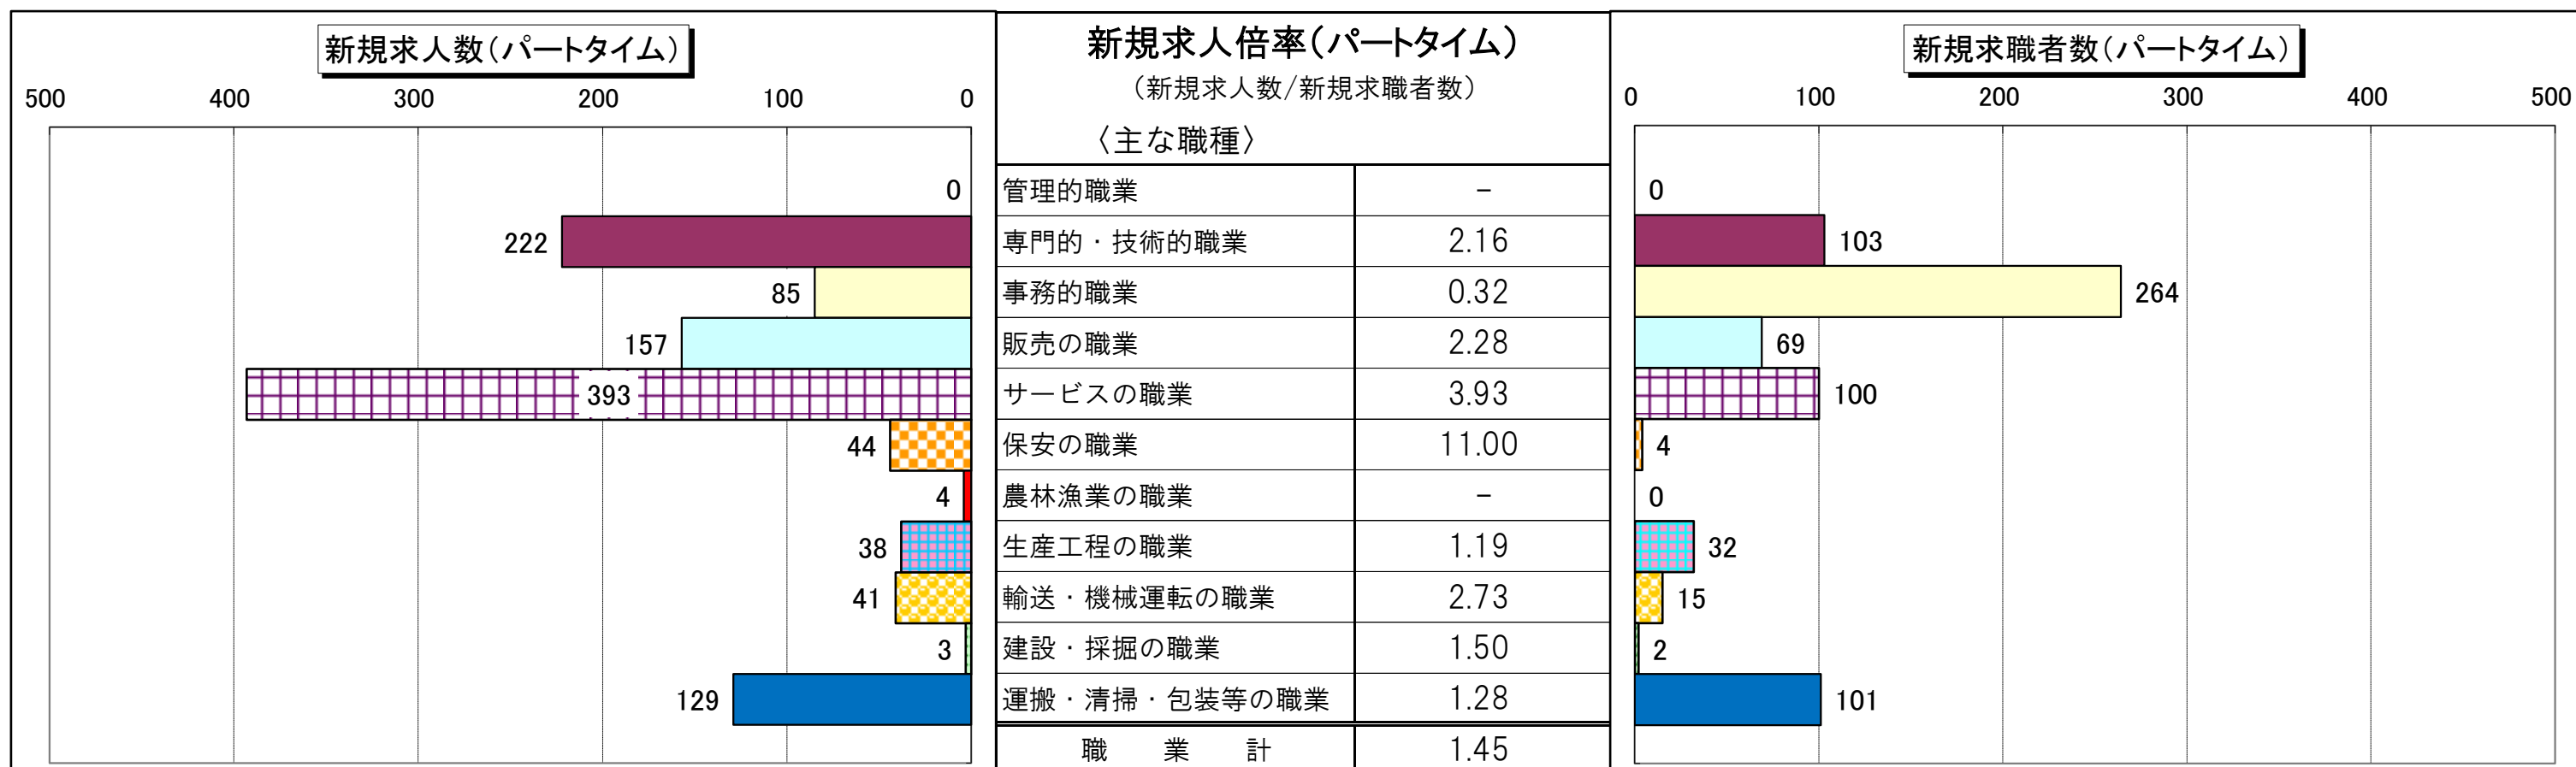 新規求人数(パートタイム)
500 400 300 200 100 0
0
222
85
157
393
44
4
38
41
3
129
新規求人倍率(パートタイム)
(新規求人数/新規求職者数)
〈主な職種〉
管理的職業 -
専門的・技術的職業 2.16
事務的職業 0.32
販売の職業 2.28
サービスの職業 3.93
保安の職業 11.00
農林漁業の職業 -
生産工程の職業 1.19
輸送・機械運転の職業 2.73
建設・採掘の職業 1.50
運搬・清掃・包装等の職業 1.28
職 業 計 1.45
新規求職者数(パートタイム)
0 100 200 300 400 500
0
103
264
69
100
4
0
32
15
2
101